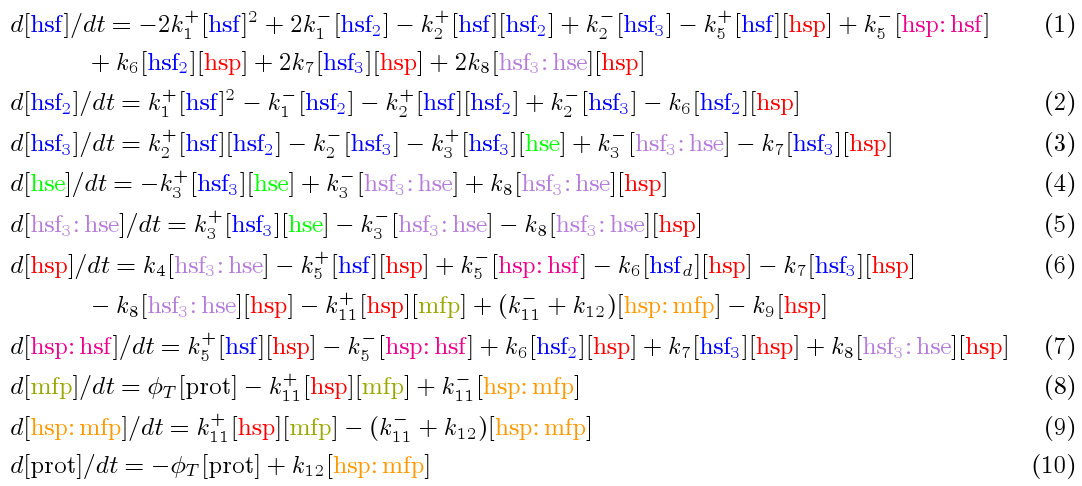 d[hsf]/dt = −2k₁⁺[hsf]² + 2k₁⁻[hsf₂] − k₂⁺[hsf][hsf₂] + k₂⁻[hsf₃] − k₅⁺[hsf][hsp] + k₅⁻[hsp: hsf] (1)
+ k₆[hsf₂][hsp] + 2k₇[hsf₃][hsp] + 2k₈[hsf₃: hse][hsp]
d[hsf₂]/dt = k₁⁺[hsf]² − k₁⁻[hsf₂] − k₂⁺[hsf][hsf₂] + k₂⁻[hsf₃] − k₆[hsf₂][hsp] (2)
d[hsf₃]/dt = k₂⁺[hsf][hsf₂] − k₂⁻[hsf₃] − k₃⁺[hsf₃][hse] + k₃⁻[hsf₃: hse] − k₇[hsf₃][hsp] (3)
d[hse]/dt = −k₃⁺[hsf₃][hse] + k₃⁻[hsf₃: hse] + k₈[hsf₃: hse][hsp] (4)
d[hsf₃: hse]/dt = k₃⁺[hsf₃][hse] − k₃⁻[hsf₃: hse] − k₈[hsf₃: hse][hsp] (5)
d[hsp]/dt = k₄[hsf₃: hse] − k₅⁺[hsf][hsp] + k₅⁻[hsp: hsf] − k₆[hsf_d][hsp] − k₇[hsf₃][hsp] (6)
− k₈[hsf₃: hse][hsp] − k₁₁⁺[hsp][mfp] + (k₁₁⁻ + k₁₂)[hsp: mfp] − k₉[hsp]
d[hsp: hsf]/dt = k₅⁺[hsf][hsp] − k₅⁻[hsp: hsf] + k₆[hsf₂][hsp] + k₇[hsf₃][hsp] + k₈[hsf₃: hse][hsp] (7)
d[mfp]/dt = ϕ_T[prot] − k₁₁⁺[hsp][mfp] + k₁₁⁻[hsp: mfp] (8)
d[hsp: mfp]/dt = k₁₁⁺[hsp][mfp] − (k₁₁⁻ + k₁₂)[hsp: mfp] (9)
d[prot]/dt = −ϕ_T[prot] + k₁₂[hsp: mfp] (10)